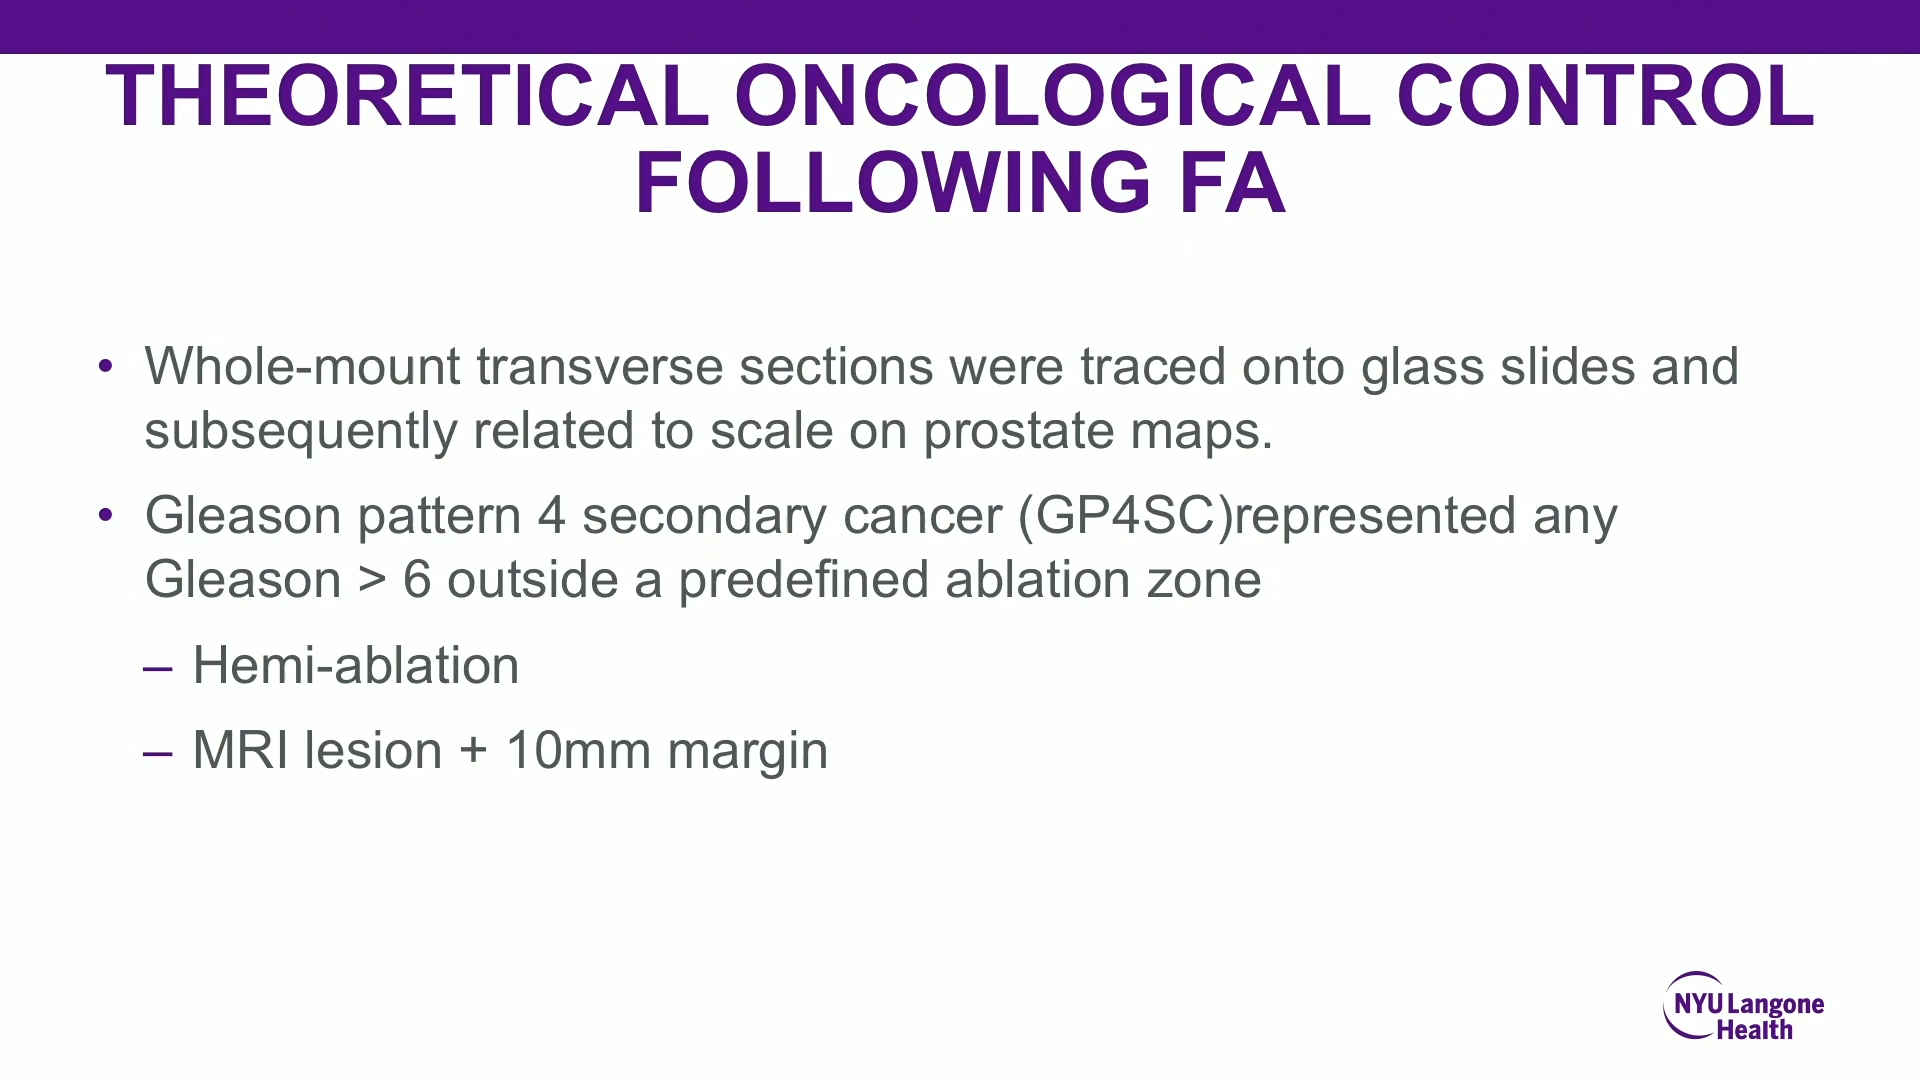 THEORETICAL ONCOLOGICAL CONTROL
FOLLOWING FA
• Whole-mount transverse sections were traced onto glass slides and
subsequently related to scale on prostate maps.
• Gleason pattern 4 secondary cancer (GP4SC)represented any
Gleason > 6 outside a predefined ablation zone
– Hemi-ablation
– MRI lesion + 10mm margin
NYU Langone
Health